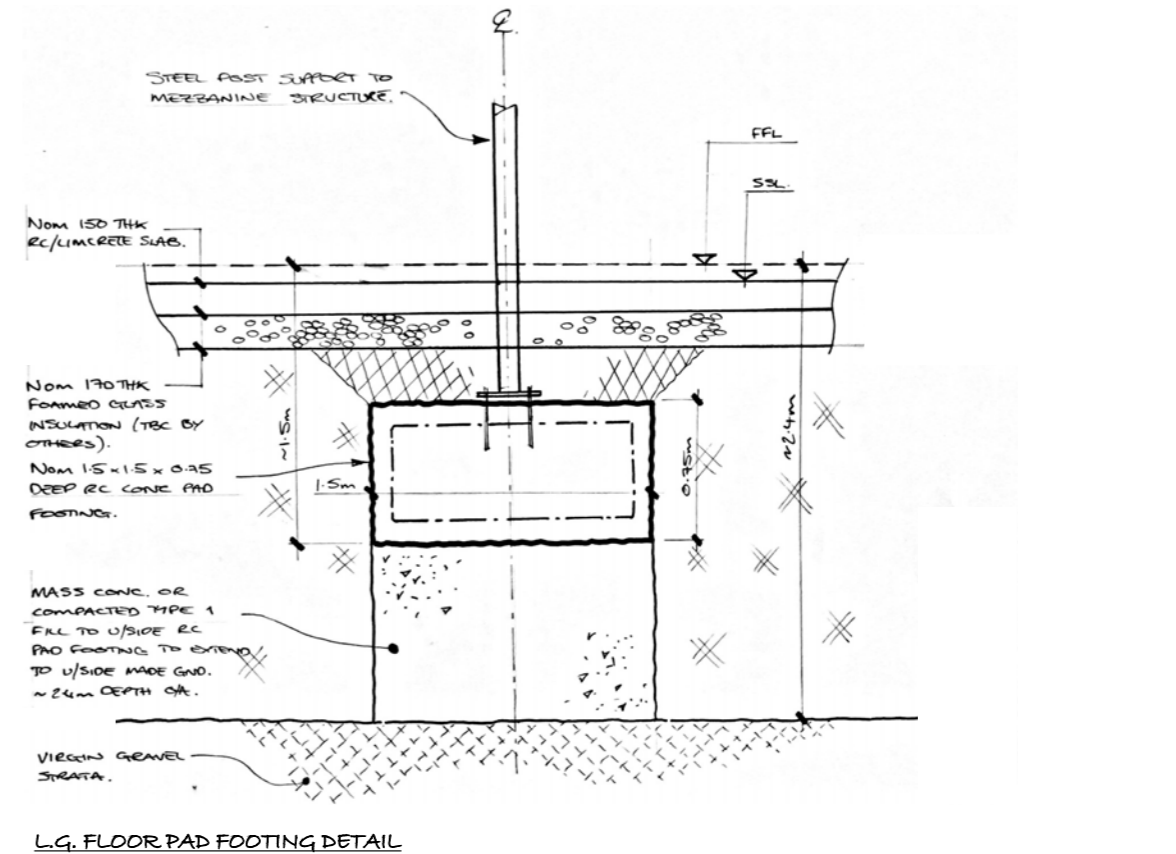 ℄
STEEL POST SUPPORT TO
MEZZANINE STRUCTURE.
FFL
SSL.
Nom 150 THK
RC/LIMCRETE SLAB.
Nom 170 THK
FOAMED GLASS
INSULATION (TBC BY
OTHERS).
~1.5m
~2.4m
Nom 1.5 x 1.5 x 0.75
DEEP RC CONC PAD
FOOTING.
1.5m
0.75m
MASS CONC. OR
COMPACTED TYPE 1
FILL TO U/SIDE RC
PAD FOOTING TO EXTEND
TO U/SIDE MADE GND.
~2.4m DEPTH O/A.
VIRGIN GRAVEL
STRATA.
L.G. FLOOR PAD FOOTING DETAIL